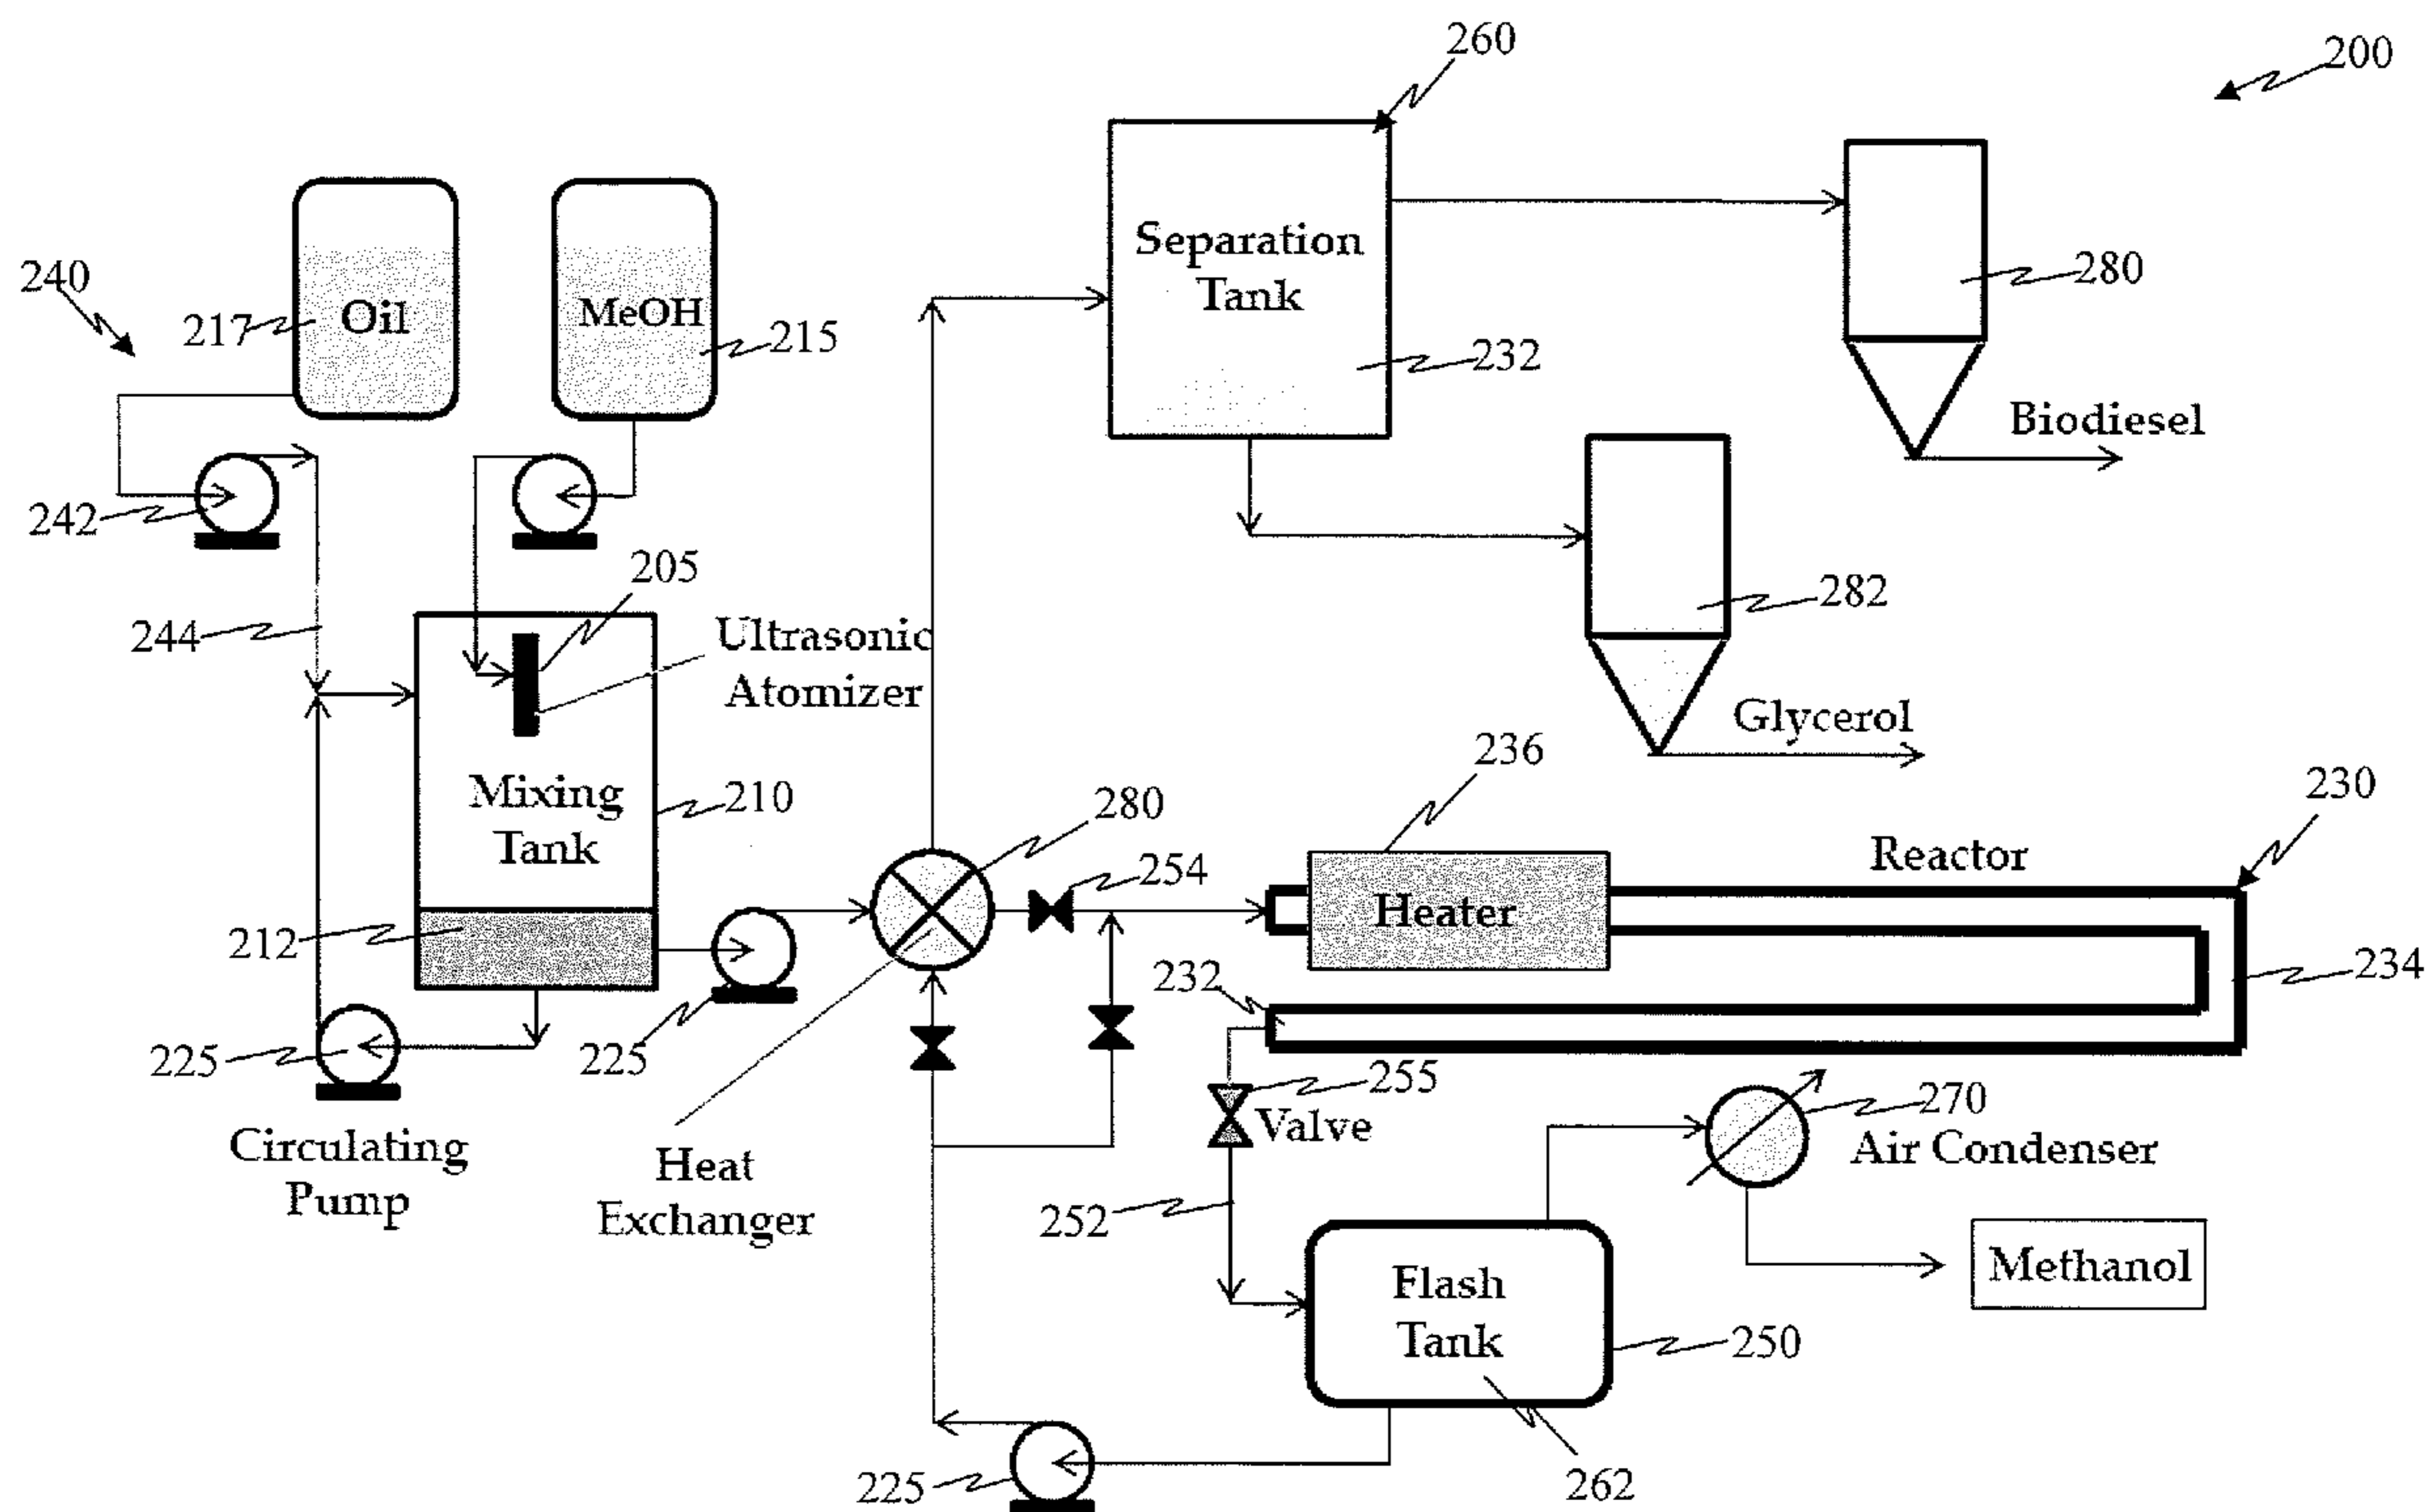 260
200
240
217
Oil
MeOH
215
Separation
Tank
232
280
Biodiesel
242
244
205
Ultrasonic
Atomizer
282
Glycerol
Mixing
Tank
210
212
225
225
Circulating
Pump
280
254
Heat
Exchanger
236
Heater
Reactor
230
234
232
255
Valve
252
270
Air Condenser
Flash
Tank
250
Methanol
225
262